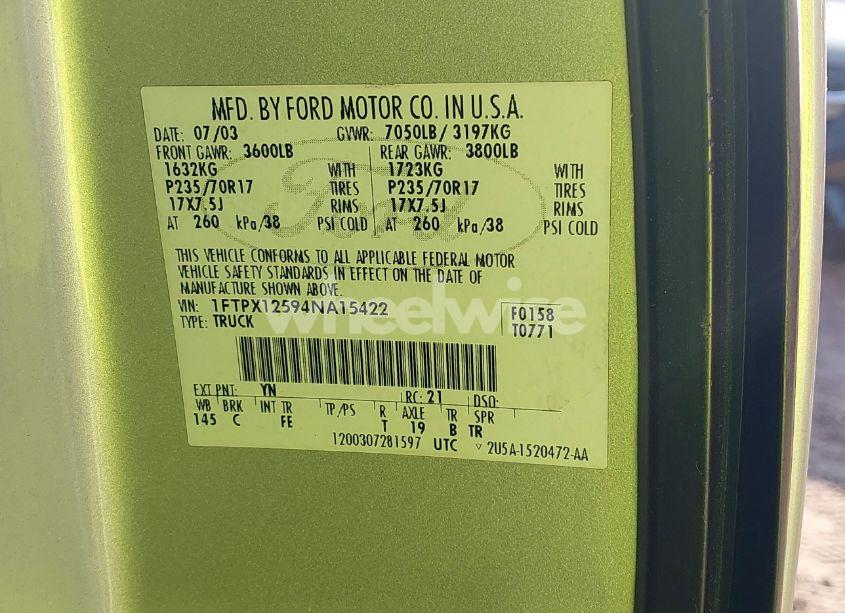 MFD. BY FORD MOTOR CO. IN U.S.A.
DATE: 07/03 GVWR: 7050LB/ 3197KG
FRONT GAWR: 3600LB REAR GAWR: 3800LB
1632KG WITH 1723KG WITH
P235/70R17 TIRES P235/70R17 TIRES
17X7.5J RIMS 17X7.5J RIMS
AT 260 kPa/38 PSI COLD AT 260 kPa/38 PSI COLD
Ford
THIS VEHICLE CONFORMS TO ALL APPLICABLE FEDERAL MOTOR
VEHICLE SAFETY STANDARDS IN EFFECT ON THE DATE OF
MANUFACTURE SHOWN ABOVE.
VIN: 1FTPX12594NA15422 F0158
TYPE: TRUCK T0771
wheelwire
EXT PNT: YN RC: 21 DSO:
WB BRK INT TR TP/PS R AXLE TR SPR
145 C FE T 19 B TR
1200307281597 UTC ▽ 2U5A-1520472-AA